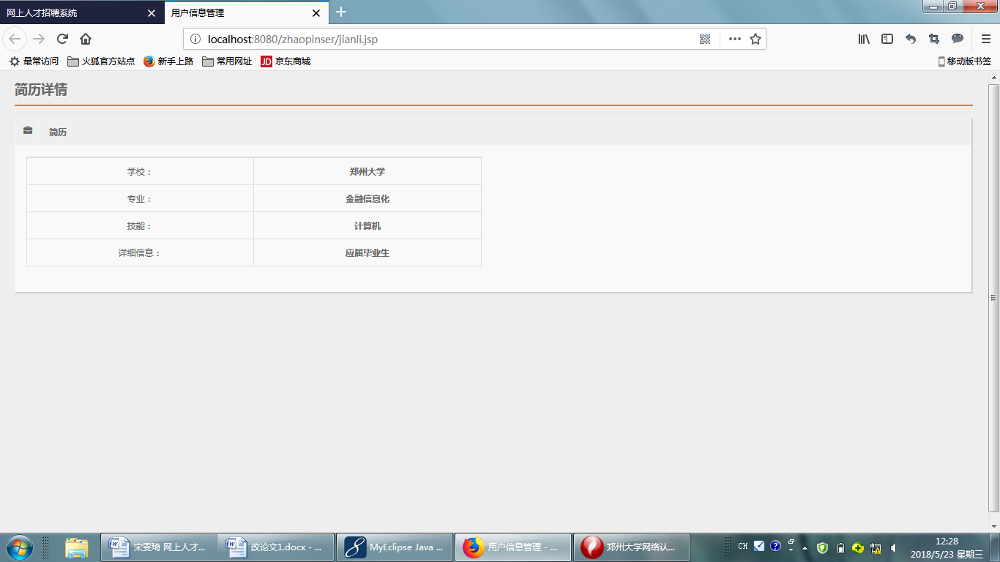 网上人才招聘系统
用户信息管理
localhost:8080/zhaopinser/jianli.jsp
最常访问 火狐官方站点 新手上路 常用网址 JD 京东商城 移动版书签
简历详情
简历
学校： 郑州大学
专业： 金融信息化
技能： 计算机
详细信息： 应届毕业生
宋雯琦 网上人才... 改论文1.docx - ... MyEclipse Java ... 用户信息管理 - ... 郑州大学网络认... CH 12:28
2018/5/23 星期三